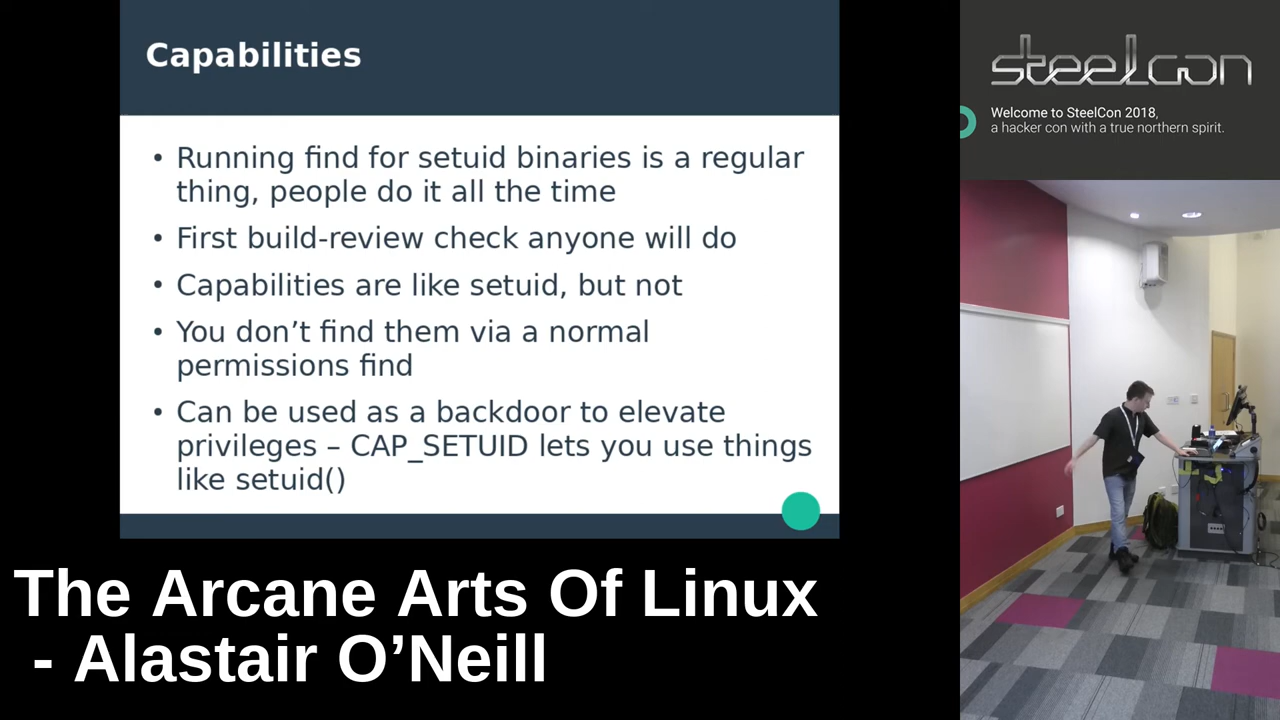 Capabilities
• Running find for setuid binaries is a regular
thing, people do it all the time
• First build-review check anyone will do
• Capabilities are like setuid, but not
• You don’t find them via a normal
permissions find
• Can be used as a backdoor to elevate
privileges – CAP_SETUID lets you use things
like setuid()
The Arcane Arts Of Linux
- Alastair O’Neill
steelcon
Welcome to SteelCon 2018,
a hacker con with a true northern spirit.